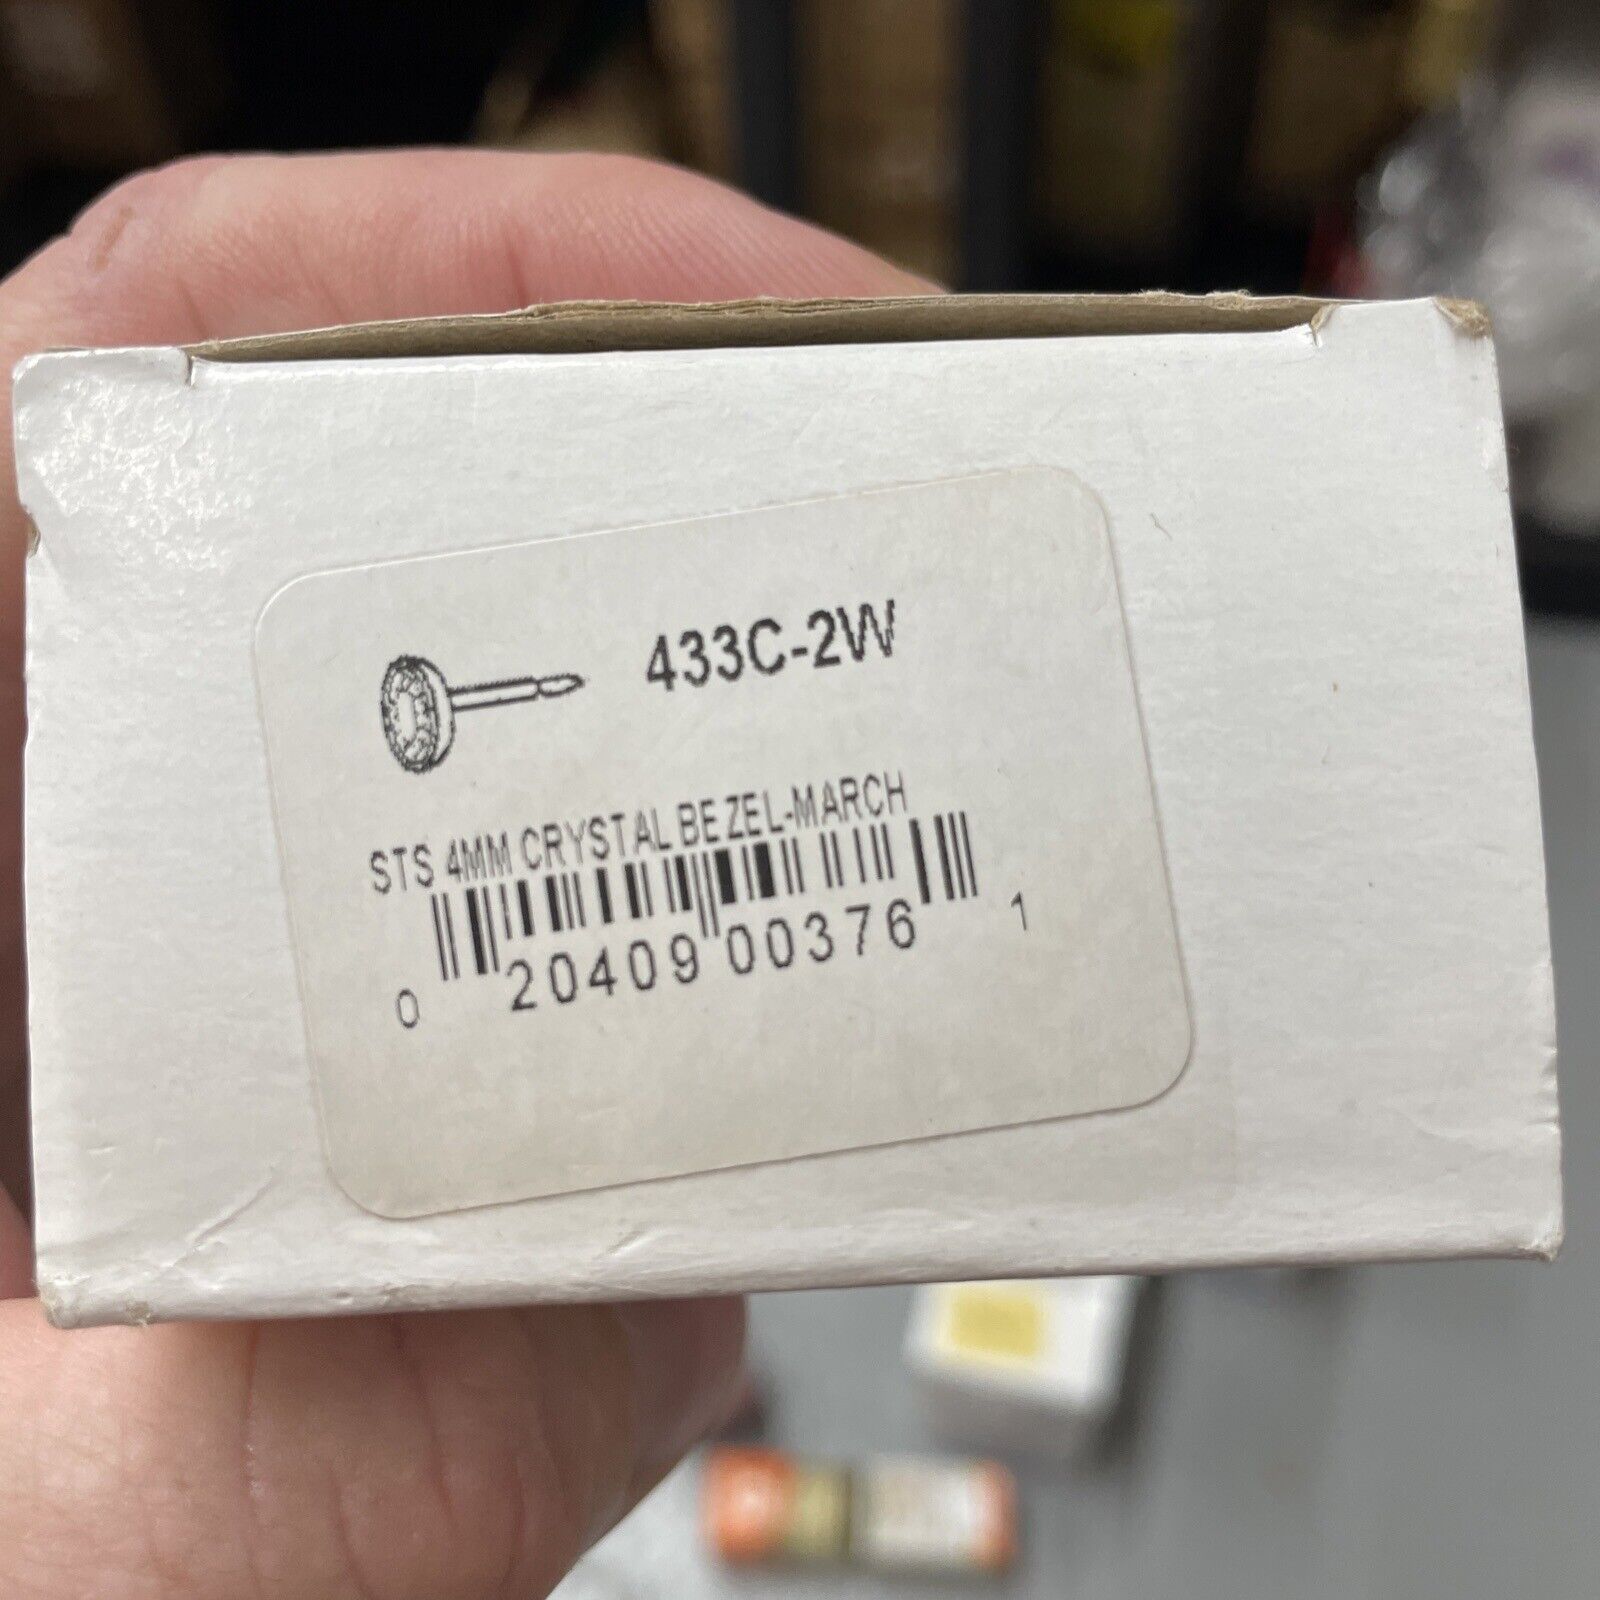 433C-2W
STS 4MM CRYSTAL BEZEL-MARCH
0 20409 00376 1